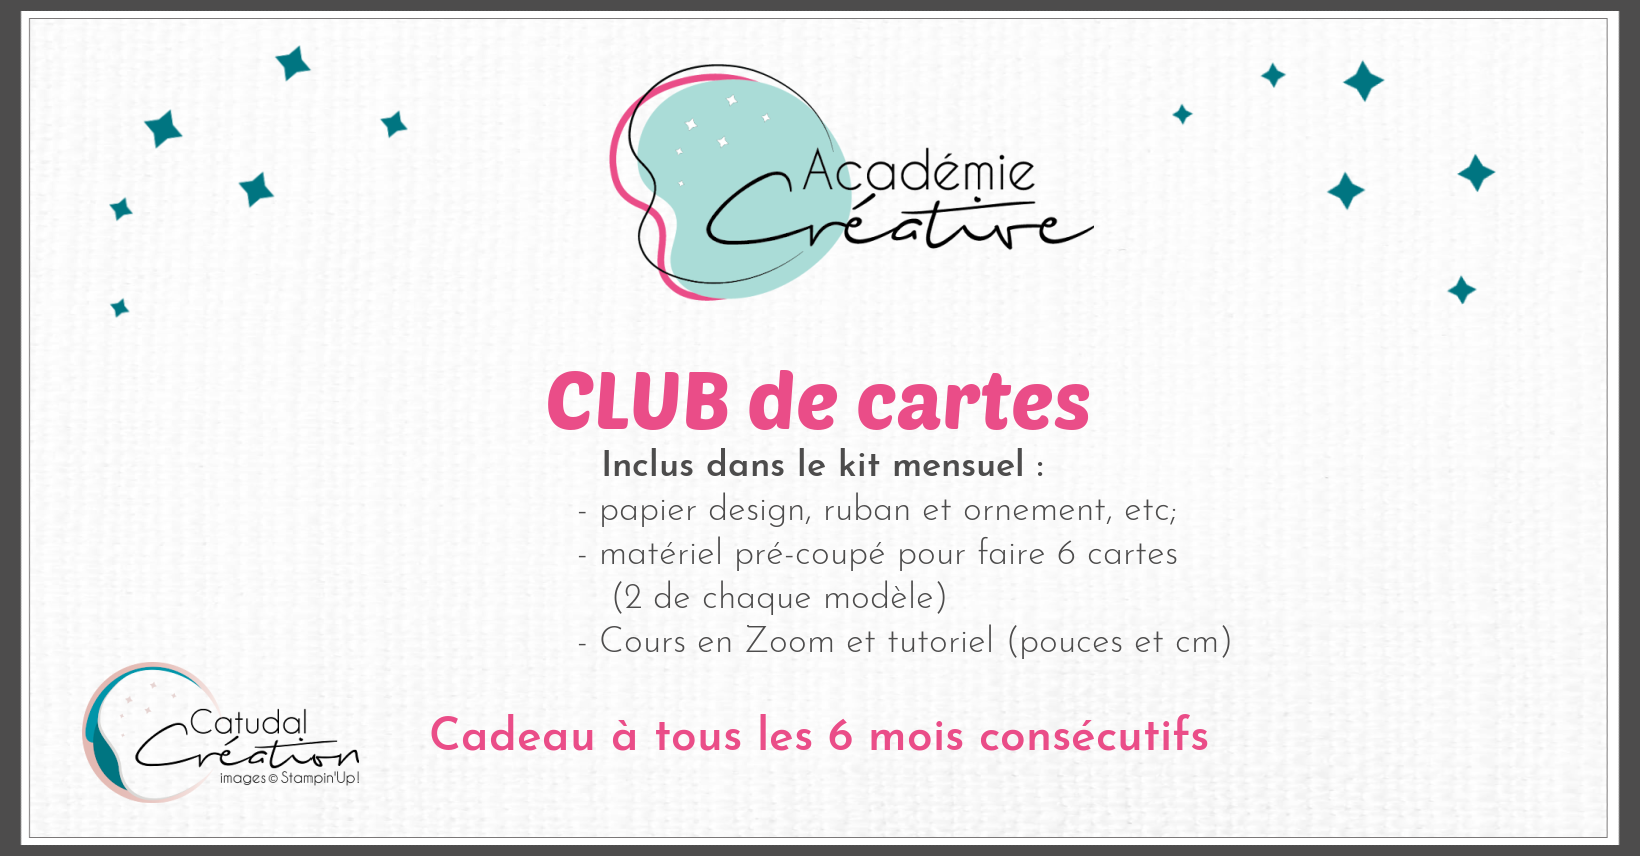 Académie
Créative
CLUB de cartes
Inclus dans le kit mensuel :
- papier design, ruban et ornement, etc;
- matériel pré-coupé pour faire 6 cartes
(2 de chaque modèle)
- Cours en Zoom et tutoriel (pouces et cm)
Cadeau à tous les 6 mois consécutifs
Catudal
Création
images © Stampin'Up!